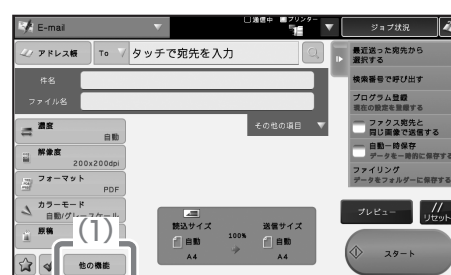 E-mail
通信中 プリンター
ジョブ状況
アドレス帳 To タッチで宛先を入力
件名
ファイル名
その他の項目
濃度
自動
解像度
200x200dpi
フォーマット
PDF
カラーモード
自動/グレースケール
原稿
(1)
他の機能
読込サイズ
自動
A4
100%
送信サイズ
自動
A4
最近送った宛先から
選択する
検索番号で呼び出す
プログラム登録
現在の設定を登録する
ファクス宛先と
同じ画像で送信する
自動一時保存
データを一時的に保存する
ファイリング
データをフォルダーに保存する
プレビュー
リセット
スタート